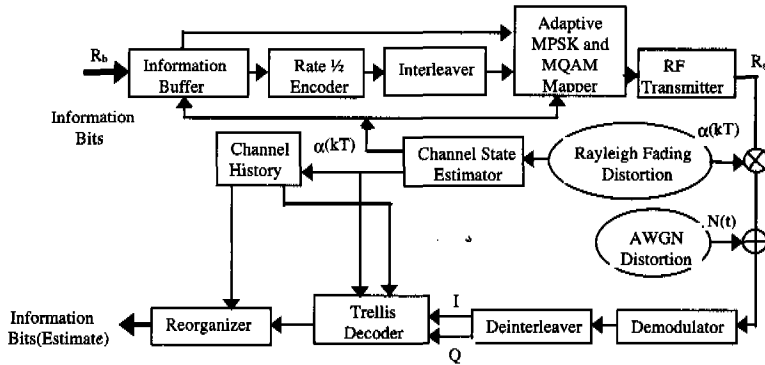 R_b
Information
Bits
Information
Buffer
Rate ½
Encoder
Interleaver
Adaptive
MPSK and
MQAM
Mapper
RF
Transmitter
R_s
Channel
History
α(kT)
Channel State
Estimator
Rayleigh Fading
Distortion
α(kT)
AWGN
Distortion
N(t)
Information
Bits(Estimate)
Reorganizer
Trellis
Decoder
I
Q
Deinterleaver
Demodulator